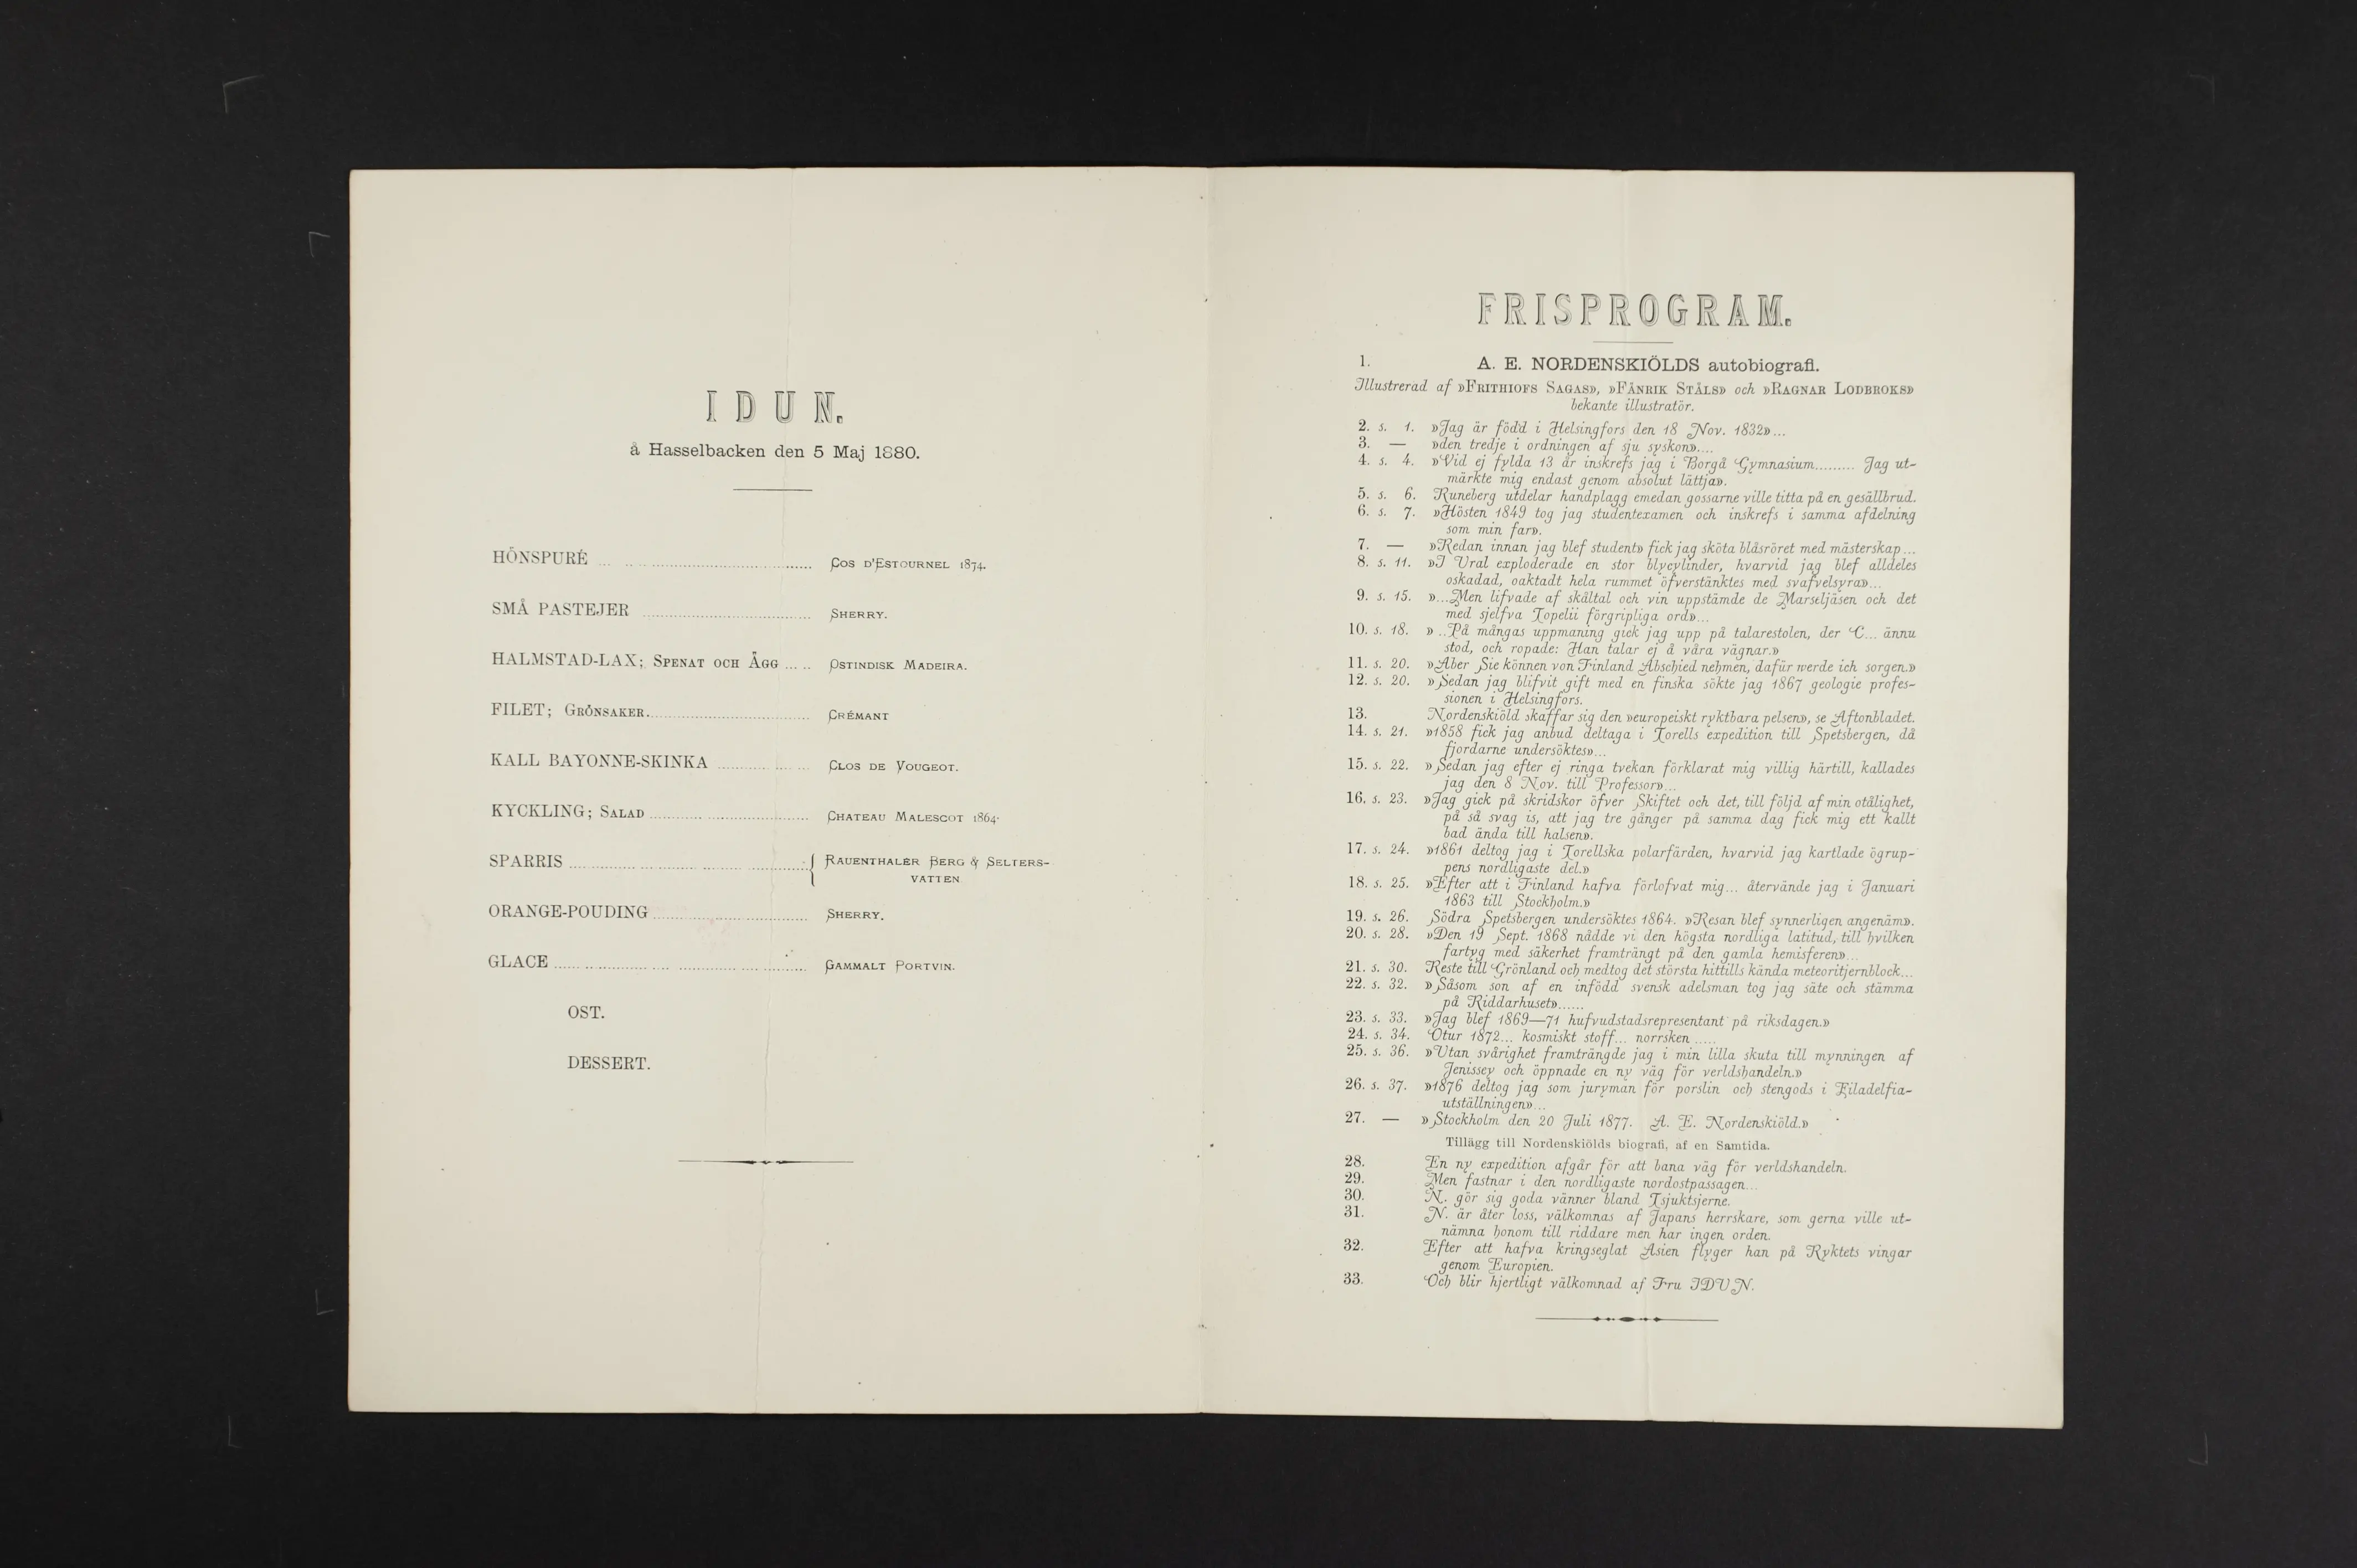 IDUN.
å Hasselbacken den 5 Maj 1880.
HÖNSPURÉ ... COS D'ESTOURNEL 1874.
SMÅ PASTEJER ... SHERRY.
HALMSTAD-LAX; SPENAT OCH ÄGG ... OSTINDISK MADEIRA.
FILET; GRÖNSAKER ... CRÉMANT
KALL BAYONNE-SKINKA ... CLOS DE VOUGEOT.
KYCKLING; SALAD ... CHATEAU MALESCOT 1864.
SPARRIS ... { RAUENTHALER BERG & SELTERS-
VATTEN
ORANGE-POUDING ... SHERRY.
GLACE ... GAMMALT PORTVIN.
OST.
DESSERT.
FRISPROGRAM.
1. A. E. NORDENSKIÖLDS autobiografi.
Illustrerad af »FRITHIOFS SAGAS», »FÄNRIK STÅLS» och »RAGNAR LODBROKS»
bekante illustratör.
2. s. 1. »Jag är född i Helsingfors den 18 Nov. 1832»...
3. — »den tredje i ordningen af sju syskon»....
4. s. 4. »Vid ej fylda 13 år inskrefs jag i Borgå Gymnasium......... Jag ut-
märkte mig endast genom absolut lättja».
5. s. 6. Runeberg utdelar handplagg emedan gossarne ville titta på en gesällbrud.
6. s. 7. »Hösten 1849 tog jag studentexamen och inskrefs i samma afdelning
som min far».
7. — »Redan innan jag blef student» fick jag sköta blåsröret med mästerskap...
8. s. 11. »I Ural exploderade en stor blycylinder, hvarvid jag blef alldeles
oskadad, oaktadt hela rummet öfverstänktes med svafvelsyra»...
9. s. 15. »...Men lifvade af skåltal och vin uppstämde de Marseljäsen och det
med sjelfva Topelii förgripliga ord»...
10. s. 18. »..På mångas uppmaning gick jag upp på talarestolen, der C... ännu
stod, och ropade: Han talar ej å våra vägnar.»
11. s. 20. »Aber Sie können von Finland Abschied nehmen, dafür werde ich sorgen.»
12. s. 20. »Sedan jag blifvit gift med en finska sökte jag 1867 geologie profes-
sionen i Helsingfors.
13. Nordenskiöld skaffar sig den »europeiskt ryktbara pelsen», se Aftonbladet.
14. s. 21. »1858 fick jag anbud deltaga i Torells expedition till Spetsbergen, då
fjordarne undersöktes»...
15. s. 22. »Sedan jag efter ej ringa tvekan förklarat mig villig härtill, kallades
jag den 8 Nov. till Professor»...
16. s. 23. »Jag gick på skridskor öfver Skiftet och det, till följd af min otålighet,
på så svag is, att jag tre gånger på samma dag fick mig ett kallt
bad ända till halsen».
17. s. 24. »1861 deltog jag i Torellska polarfärden, hvarvid jag kartlade ögrup-
pens nordligaste del.»
18. s. 25. »Efter att i Finland hafva förlofvat mig... återvände jag i Januari
1863 till Stockholm.»
19. s. 26. Södra Spetsbergen undersöktes 1864. »Resan blef synnerligen angenäm».
20. s. 28. »Den 19 Sept. 1868 nådde vi den högsta nordliga latitud, till hvilken
fartyg med säkerhet framträngt på den gamla hemisferen»...
21. s. 30. Reste till Grönland och medtog det största hittills kända meteoritjernblock...
22. s. 32. »Såsom son af en infödd svensk adelsman tog jag säte och stämma
på Riddarhuset»......
23. s. 33. »Jag blef 1869—71 hufvudstadsrepresentant på riksdagen.»
24. s. 34. Otur 1872... kosmiskt stoff... norrsken .....
25. s. 36. »Utan svårighet framträngde jag i min lilla skuta till mynningen af
Jenissey och öppnade en ny väg för verldshandeln.»
26. s. 37. »1876 deltog jag som juryman för porslin och stengods i Filadelfia-
utställningen»...
27. — »Stockholm den 20 Juli 1877. A. E. Nordenskiöld.»
Tillägg till Nordenskiölds biografi, af en Samtida.
28. En ny expedition afgår för att bana väg för verldshandeln.
29. Men fastnar i den nordligaste nordostpassagen...
30. N. gör sig goda vänner bland Tsjuktsjerne.
31. N. är åter loss, välkomnas af Japans herrskare, som gerna ville ut-
nämna honom till riddare men har ingen orden.
32. Efter att hafva kringseglat Asien flyger han på Ryktets vingar
genom Europien.
33. Och blir hjertligt välkomnad af Fru IDUN.